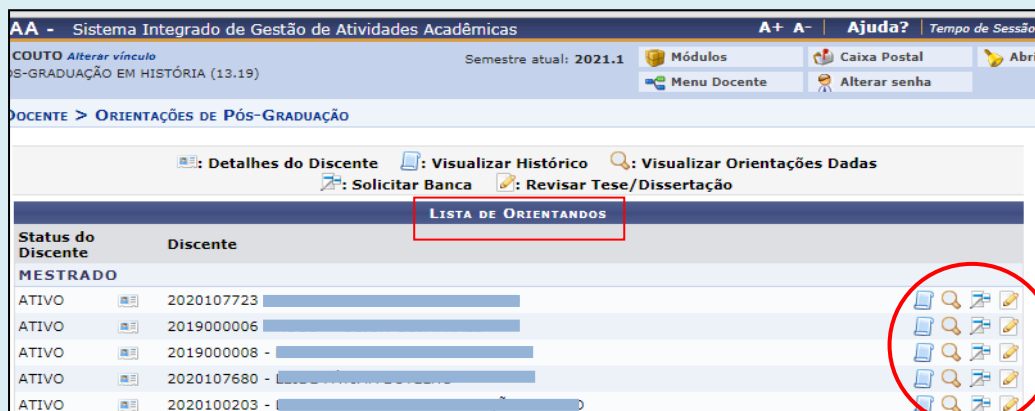 AA - Sistema Integrado de Gestão de Atividades Acadêmicas A+ A- | Ajuda? | Tempo de Sessão
COUTO Alterar vínculo Semestre atual: 2021.1 Módulos Caixa Postal Abri
S-GRADUAÇÃO EM HISTÓRIA (13.19) Menu Docente Alterar senha
DOCENTE > ORIENTAÇÕES DE PÓS-GRADUAÇÃO
: Detalhes do Discente : Visualizar Histórico : Visualizar Orientações Dadas
: Solicitar Banca : Revisar Tese/Dissertação
LISTA DE ORIENTANDOS
Status do Discente Discente
MESTRADO
ATIVO 2020107723
ATIVO 2019000006
ATIVO 2019000008 -
ATIVO 2020107680 -
ATIVO 2020100203 -